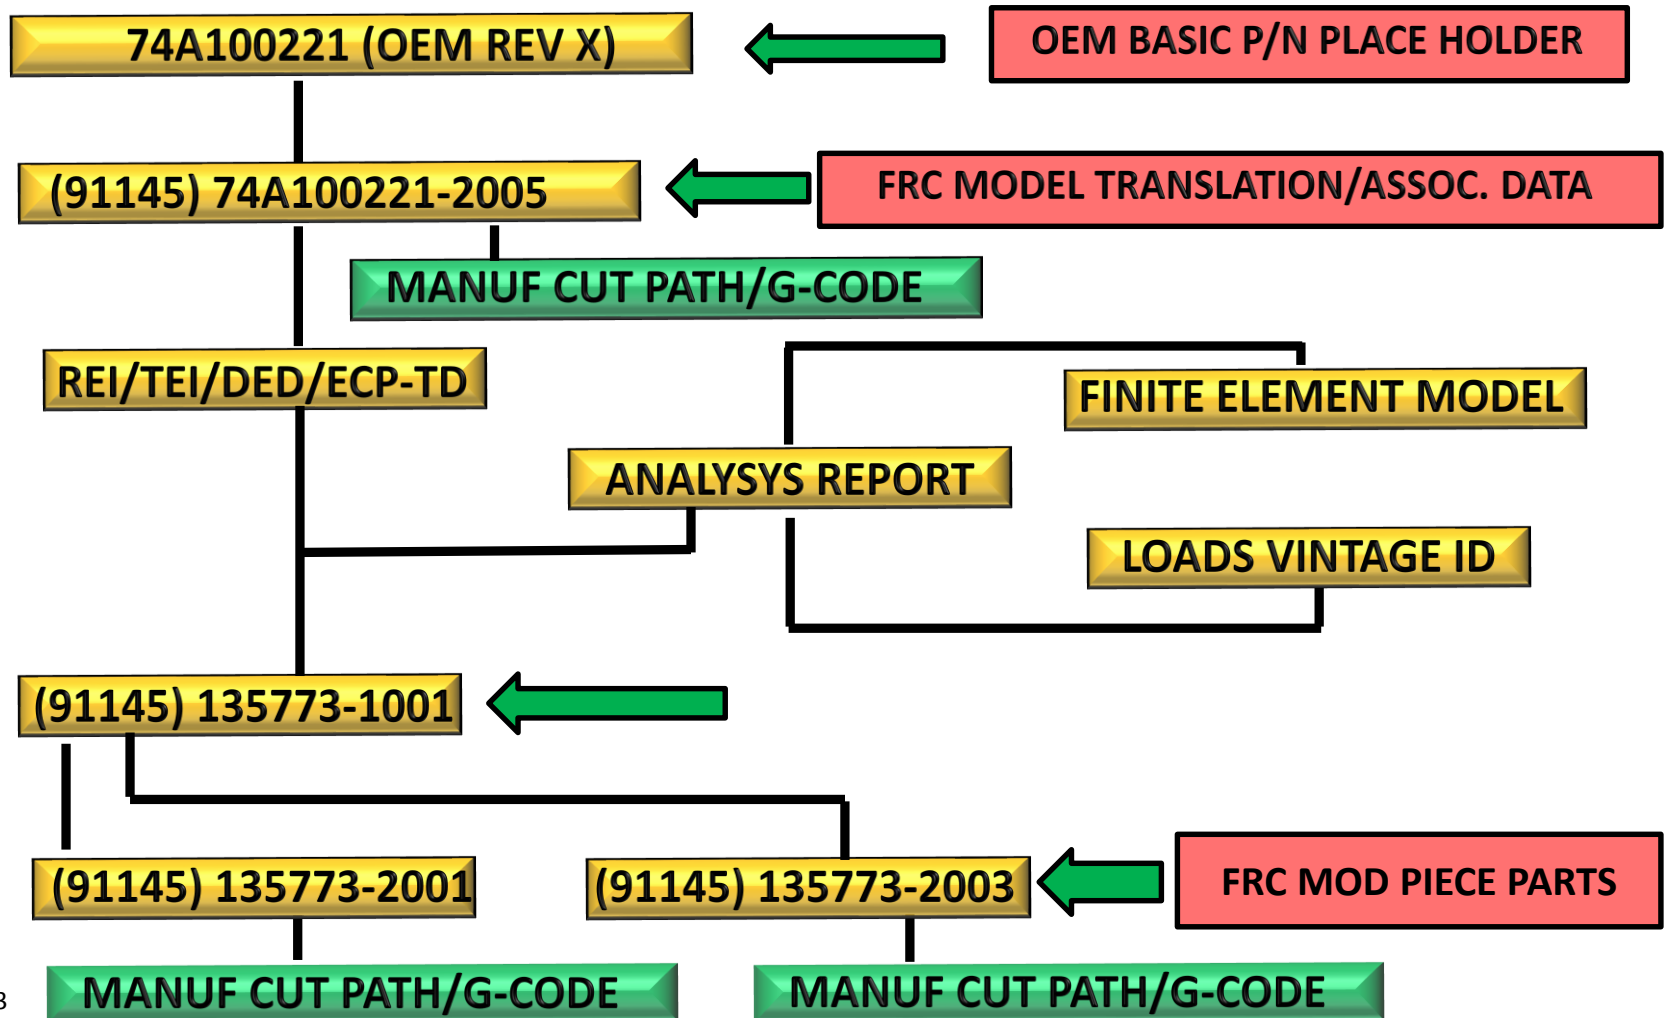 74A100221 (OEM REV X)
OEM BASIC P/N PLACE HOLDER
(91145) 74A100221-2005
FRC MODEL TRANSLATION/ASSOC. DATA
MANUF CUT PATH/G-CODE
REI/TEI/DED/ECP-TD
FINITE ELEMENT MODEL
ANALYSYS REPORT
LOADS VINTAGE ID
(91145) 135773-1001
(91145) 135773-2001
(91145) 135773-2003
FRC MOD PIECE PARTS
MANUF CUT PATH/G-CODE
MANUF CUT PATH/G-CODE